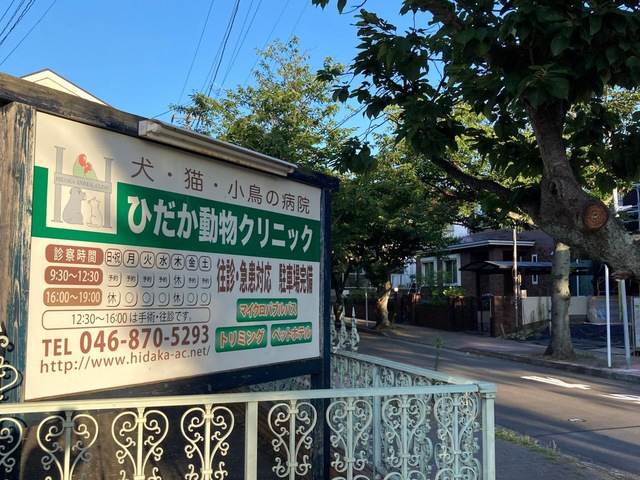 HIDAKA ANIMAL CLINIC
犬・猫・小鳥の病院
ひだか動物クリニック
診察時間 日・祝 月 火 水 木 金 土
9:30〜12:30 予約 予約
16:00〜19:00 休 休
12:30〜16:00は手術・往診です。
往診・急患対応 駐車場完備
マイクロバブルバス
トリミング ペットホテル
TEL 046-870-5293
http://www.hidaka-ac.net/